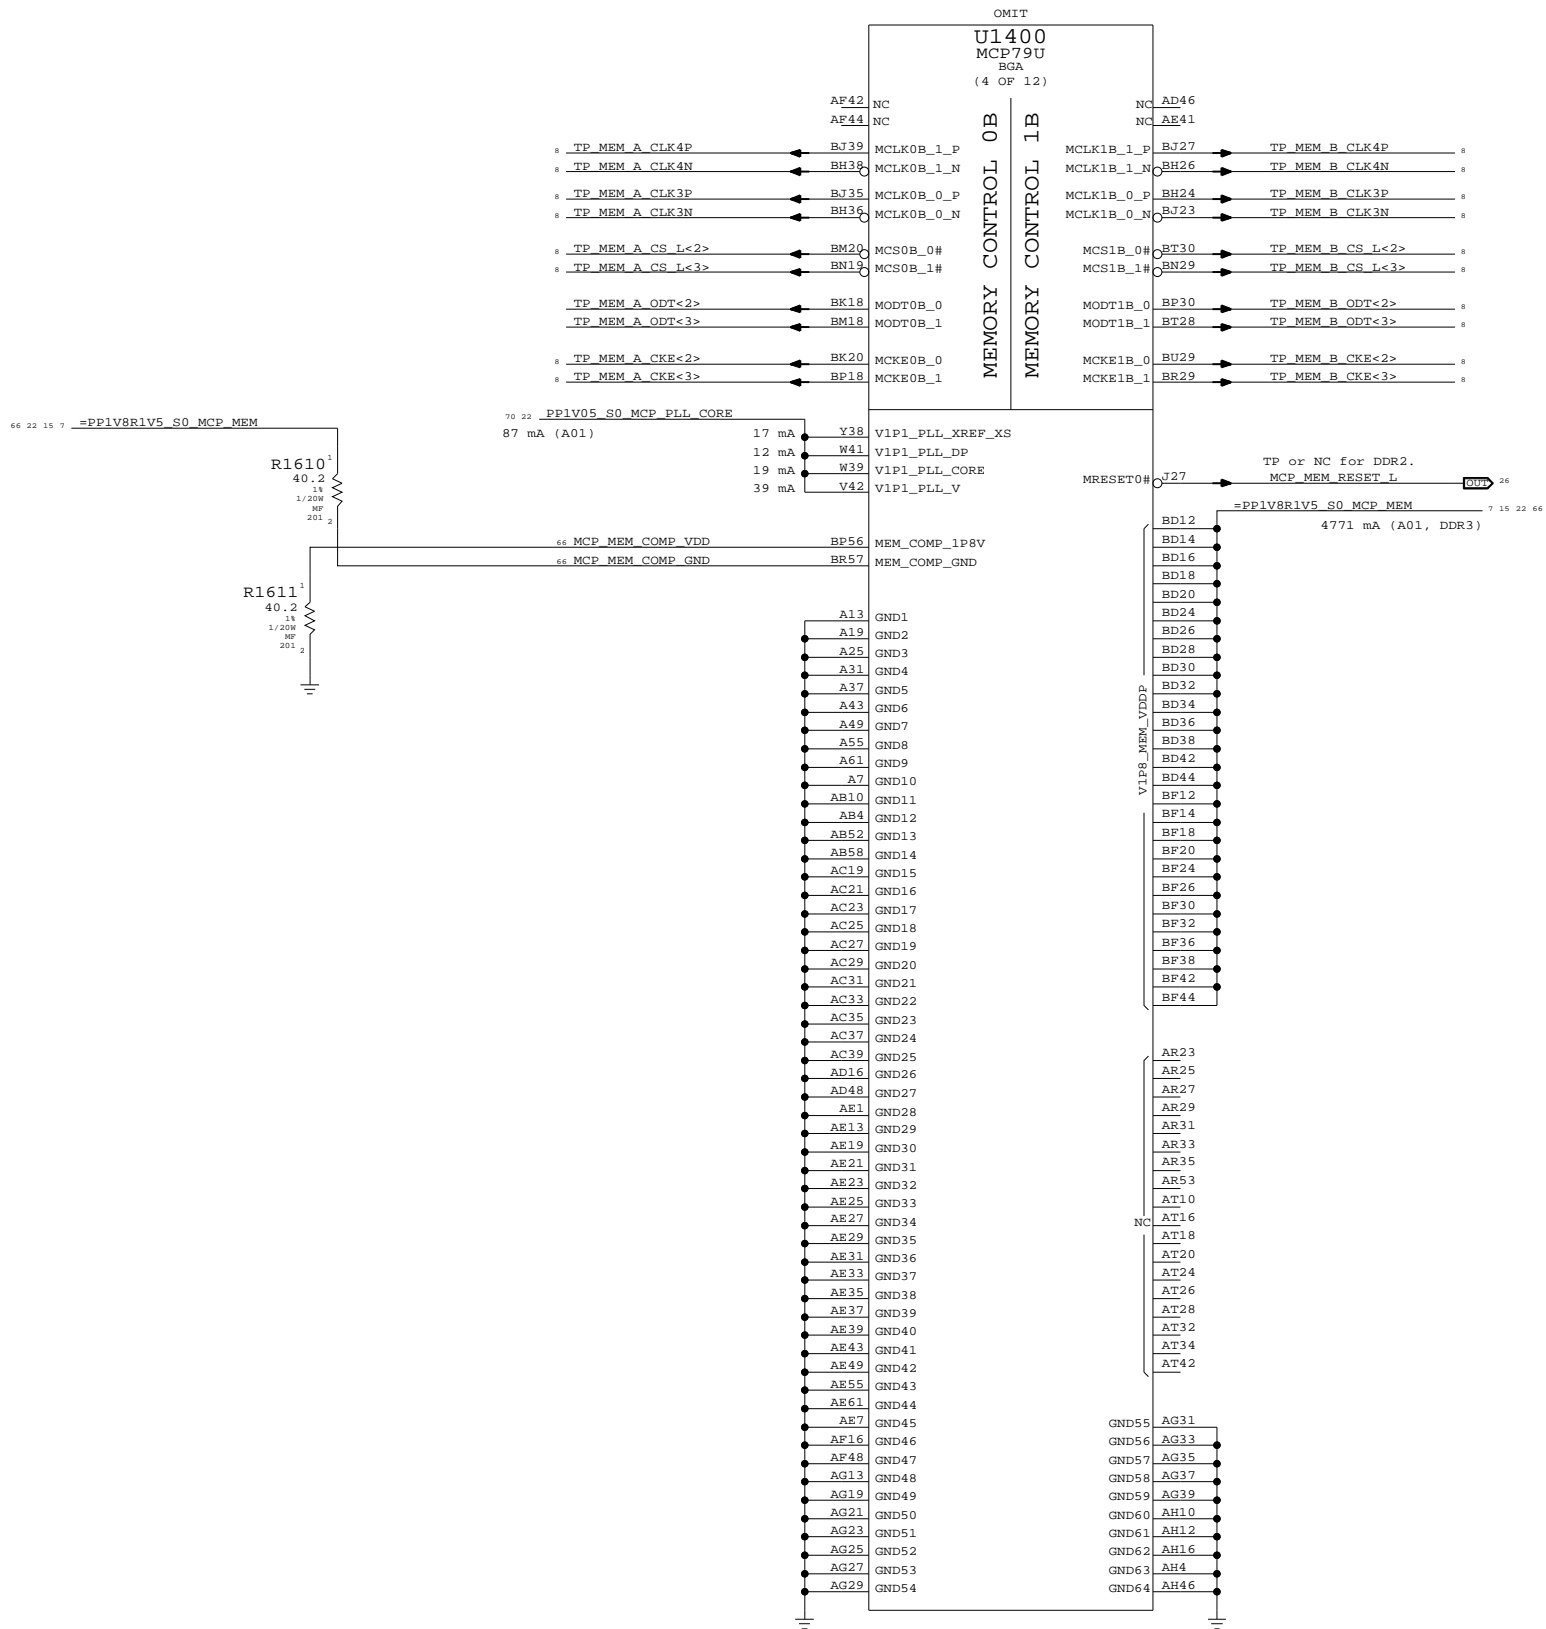 OMIT
U1400
MCP79U
BGA
(4 OF 12)
MEMORY CONTROL 0B
MEMORY CONTROL 1B
AF42 NC
AF44 NC
8 TP_MEM_A_CLK4P BJ39 MCLK0B_1_P
8 TP_MEM_A_CLK4N BH38 MCLK0B_1_N
8 TP_MEM_A_CLK3P BJ35 MCLK0B_0_P
8 TP_MEM_A_CLK3N BH36 MCLK0B_0_N
8 TP_MEM_A_CS_L<2> BM20 MCS0B_0#
8 TP_MEM_A_CS_L<3> BN19 MCS0B_1#
TP_MEM_A_ODT<2> BK18 MODT0B_0
TP_MEM_A_ODT<3> BM18 MODT0B_1
8 TP_MEM_A_CKE<2> BK20 MCKE0B_0
8 TP_MEM_A_CKE<3> BP18 MCKE0B_1
NC AD46
NC AE41
MCLK1B_1_P BJ27 TP_MEM_B_CLK4P 8
MCLK1B_1_N BH26 TP_MEM_B_CLK4N 8
MCLK1B_0_P BH24 TP_MEM_B_CLK3P 8
MCLK1B_0_N BJ23 TP_MEM_B_CLK3N 8
MCS1B_0# BT30 TP_MEM_B_CS_L<2> 8
MCS1B_1# BN29 TP_MEM_B_CS_L<3> 8
MODT1B_0 BP30 TP_MEM_B_ODT<2> 8
MODT1B_1 BT28 TP_MEM_B_ODT<3> 8
MCKE1B_0 BU29 TP_MEM_B_CKE<2> 8
MCKE1B_1 BR29 TP_MEM_B_CKE<3> 8
66 22 15 7 =PP1V8R1V5_S0_MCP_MEM
70 22 PP1V05_S0_MCP_PLL_CORE
87 mA (A01)
17 mA Y38 V1P1_PLL_XREF_XS
12 mA W41 V1P1_PLL_DP
19 mA W39 V1P1_PLL_CORE
39 mA V42 V1P1_PLL_V
R1610 1
40.2
1%
1/20W
MF
201 2
66 MCP_MEM_COMP_VDD BP56 MEM_COMP_1P8V
66 MCP_MEM_COMP_GND BR57 MEM_COMP_GND
R1611 1
40.2
1%
1/20W
MF
201 2
TP or NC for DDR2.
MRESET0# J27 MCP_MEM_RESET_L OUT 26
=PP1V8R1V5_S0_MCP_MEM 7 15 22 66
4771 mA (A01, DDR3)
A13 GND1
A19 GND2
A25 GND3
A31 GND4
A37 GND5
A43 GND6
A49 GND7
A55 GND8
A61 GND9
A7 GND10
AB10 GND11
AB4 GND12
AB52 GND13
AB58 GND14
AC19 GND15
AC21 GND16
AC23 GND17
AC25 GND18
AC27 GND19
AC29 GND20
AC31 GND21
AC33 GND22
AC35 GND23
AC37 GND24
AC39 GND25
AD16 GND26
AD48 GND27
AE1 GND28
AE13 GND29
AE19 GND30
AE21 GND31
AE23 GND32
AE25 GND33
AE27 GND34
AE29 GND35
AE31 GND36
AE33 GND37
AE35 GND38
AE37 GND39
AE39 GND40
AE43 GND41
AE49 GND42
AE55 GND43
AE61 GND44
AE7 GND45
AF16 GND46
AF48 GND47
AG13 GND48
AG19 GND49
AG21 GND50
AG23 GND51
AG25 GND52
AG27 GND53
AG29 GND54
V1P8_MEM_VDDP
BD12
BD14
BD16
BD18
BD20
BD24
BD26
BD28
BD30
BD32
BD34
BD36
BD38
BD42
BD44
BF12
BF14
BF18
BF20
BF24
BF26
BF30
BF32
BF36
BF38
BF42
BF44
NC
AR23
AR25
AR27
AR29
AR31
AR33
AR35
AR53
AT10
AT16
AT18
AT20
AT24
AT26
AT28
AT32
AT34
AT42
GND55 AG31
GND56 AG33
GND57 AG35
GND58 AG37
GND59 AG39
GND60 AH10
GND61 AH12
GND62 AH16
GND63 AH4
GND64 AH46